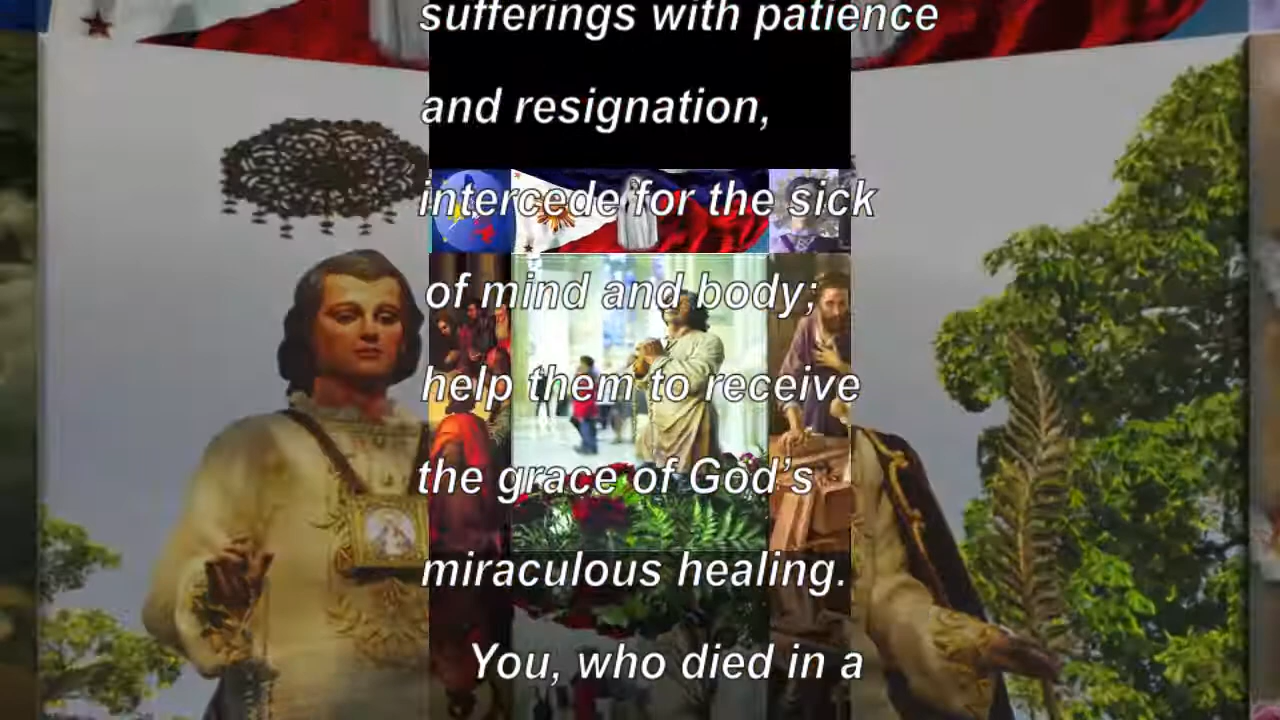 sufferings with patience
and resignation,
intercede for the sick
of mind and body;
help them to receive
the grace of God's
miraculous healing.
You, who died in a